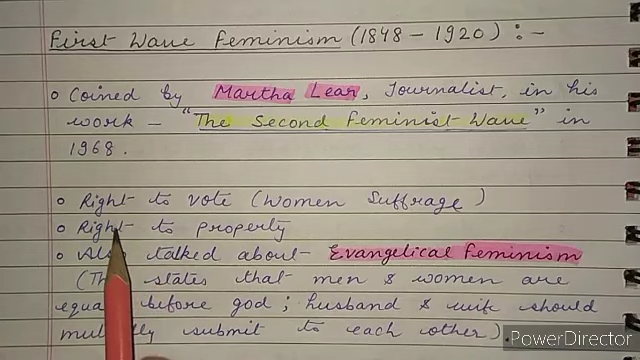 First Wave Feminism (1848 - 1920) :-
o Coined by Martha Lear, Journalist, in his
work - "The Second Feminist Wave" in
1968.
o Right to vote (Women Suffrage)
o Right to property
o Also talked about Evangelical Feminism
states that men & women are
before god; husband & wife should
submit to each other).
PowerDirector